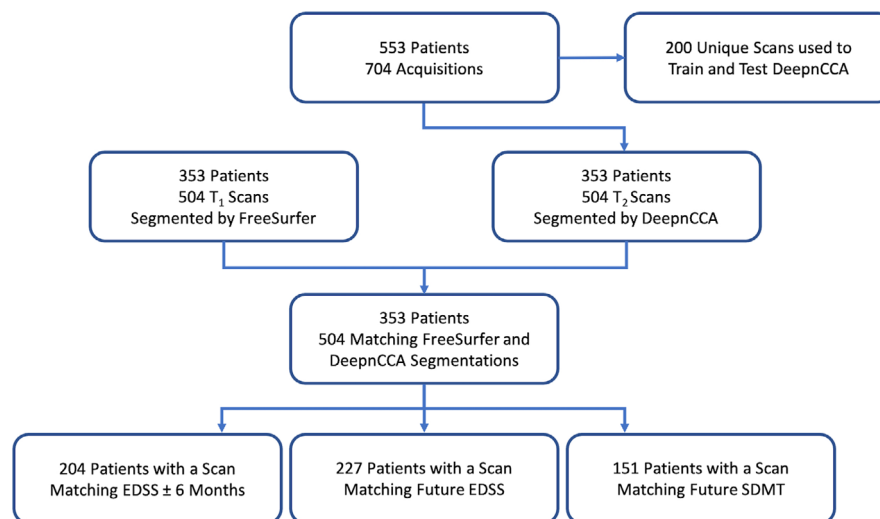 553 Patients
704 Acquisitions
200 Unique Scans used to
Train and Test DeepnCCA
353 Patients
504 T₁ Scans
Segmented by FreeSurfer
353 Patients
504 T₂ Scans
Segmented by DeepnCCA
353 Patients
504 Matching FreeSurfer and
DeepnCCA Segmentations
204 Patients with a Scan
Matching EDSS ± 6 Months
227 Patients with a Scan
Matching Future EDSS
151 Patients with a Scan
Matching Future SDMT